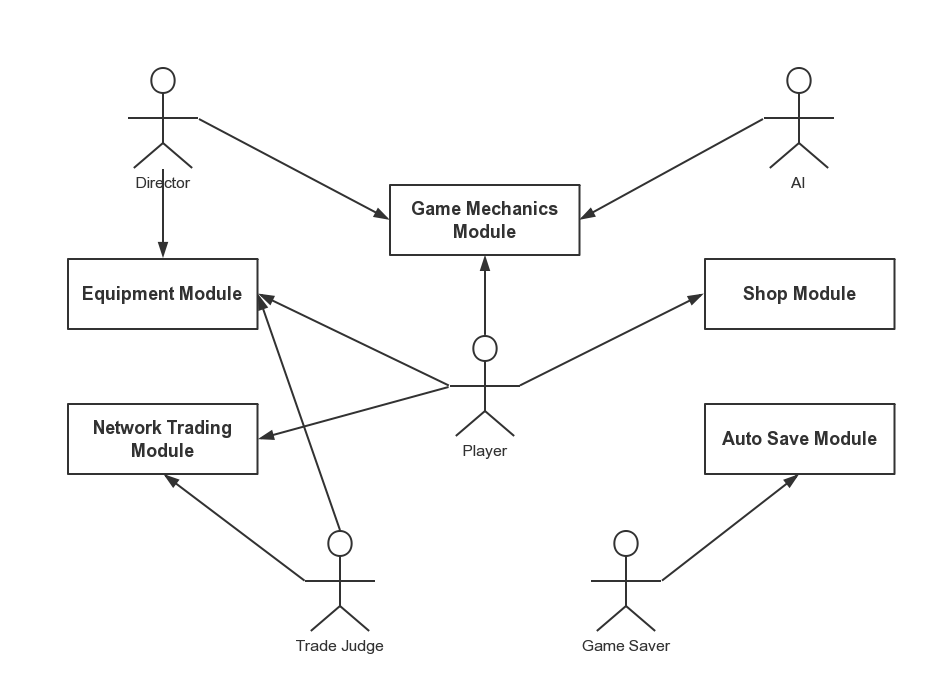 Director
AI
Game Mechanics
Module
Equipment Module
Shop Module
Network Trading
Module
Player
Auto Save Module
Trade Judge
Game Saver